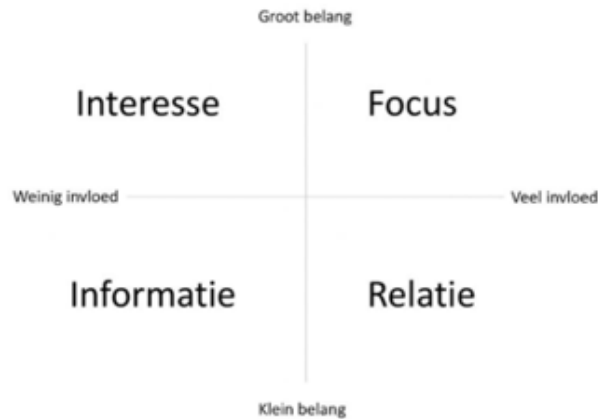 Groot belang
Interesse
Focus
Weinig invloed
Veel invloed
Informatie
Relatie
Klein belang